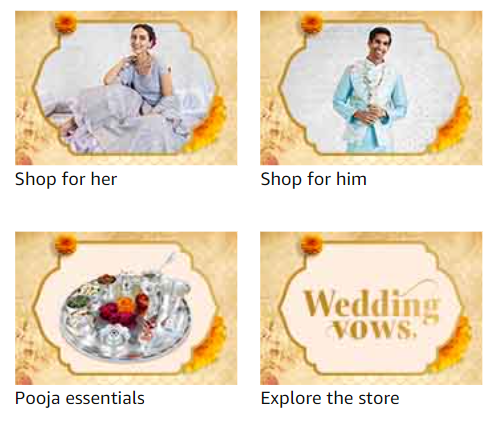 Shop for her
Shop for him
Wedding
vows.
Pooja essentials
Explore the store